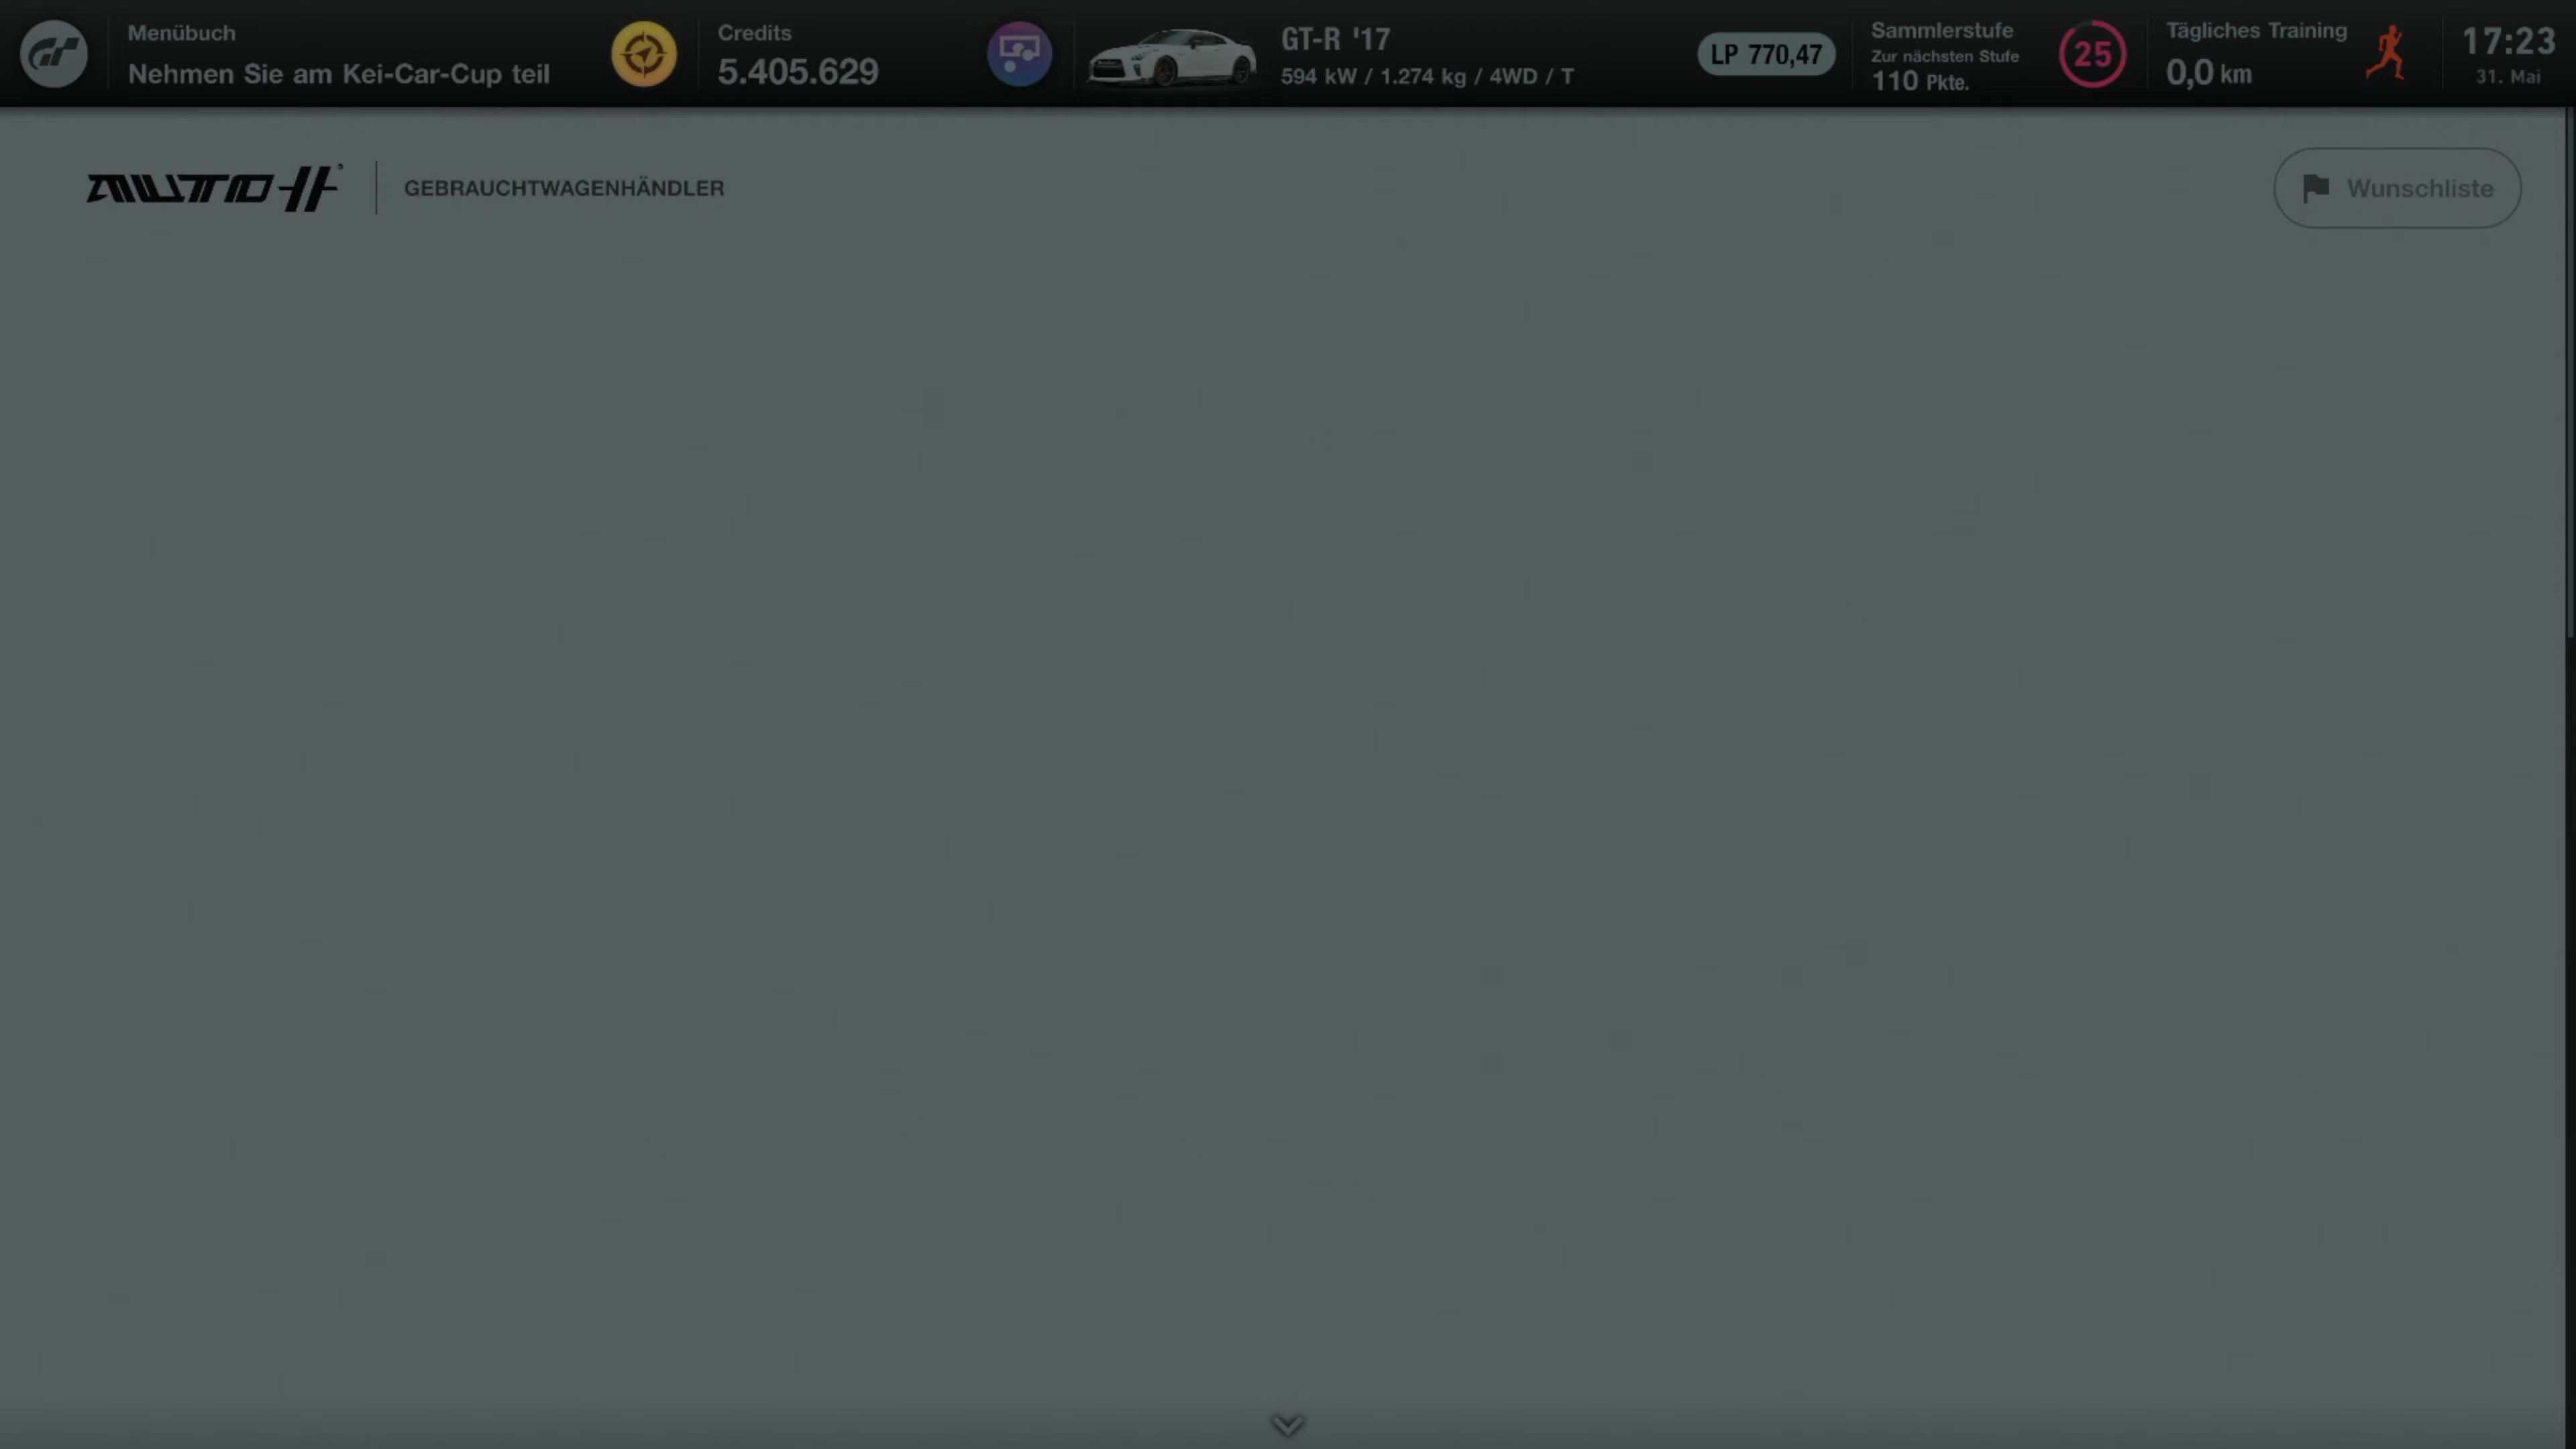 Menübuch
Nehmen Sie am Kei-Car-Cup teil
Credits
5.405.629
GT-R '17
594 kW / 1.274 kg / 4WD / T
LP 770,47
Sammlerstufe
Zur nächsten Stufe
110 Pkte.
25
Tägliches Training
0,0 km
17:23
31. Mai
AUTO
GEBRAUCHTWAGENHÄNDLER
Wunschliste